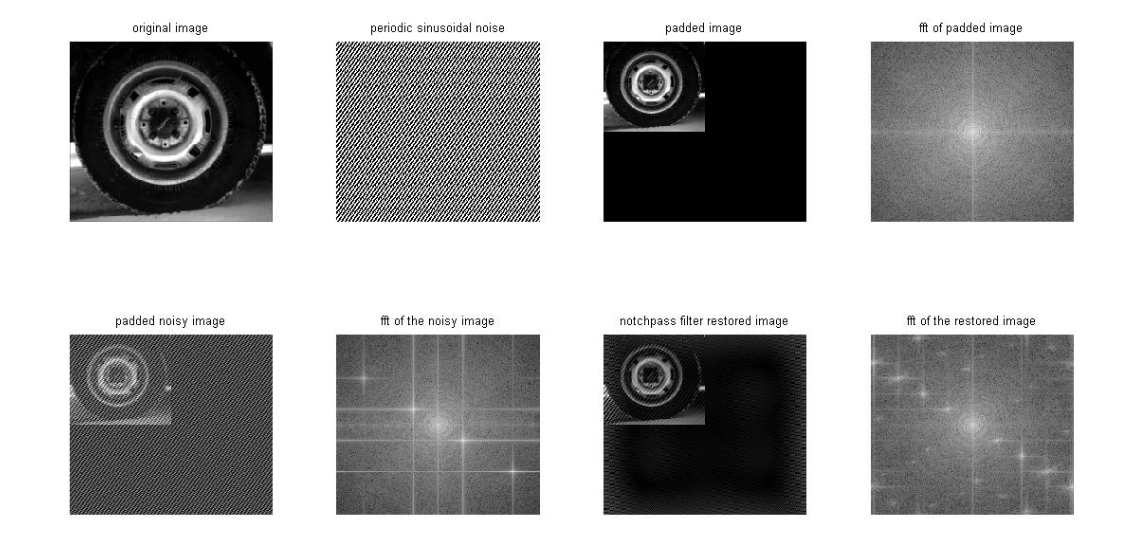 original image
periodic sinusoidal noise
padded image
fft of padded image
padded noisy image
fft of the noisy image
notchpass filter restored image
fft of the restored image